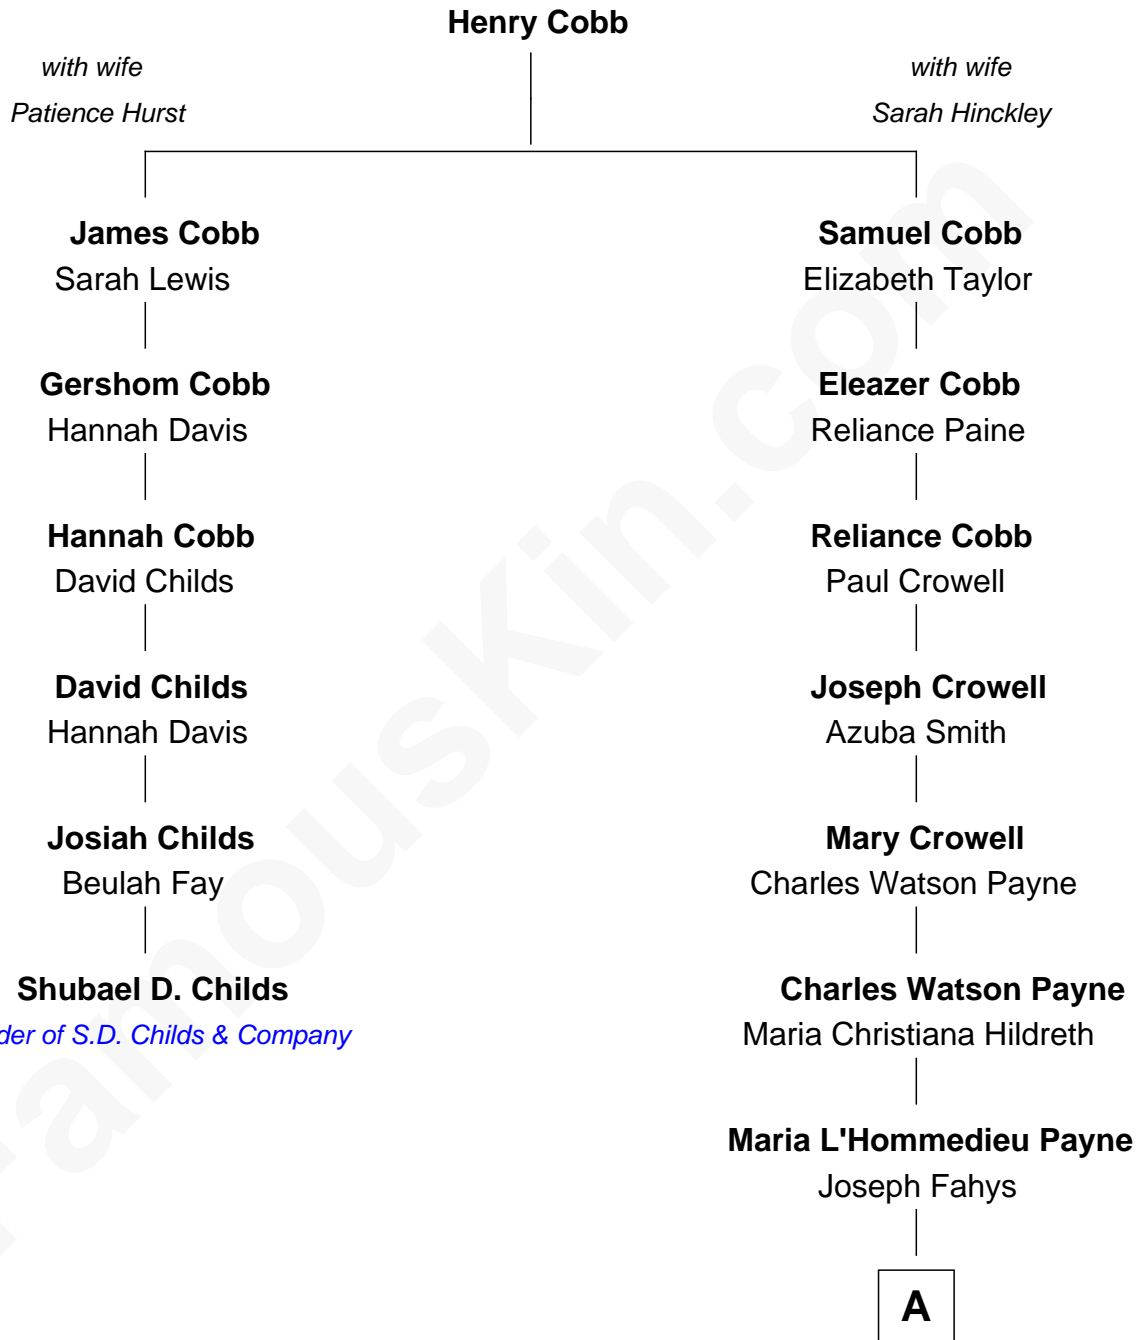 Henry Cobb
with wife
Patience Hurst
with wife
Sarah Hinckley
James Cobb
Sarah Lewis
Gershom Cobb
Hannah Davis
Hannah Cobb
David Childs
David Childs
Hannah Davis
Josiah Childs
Beulah Fay
Shubael D. Childs
der of S.D. Childs & Company
Samuel Cobb
Elizabeth Taylor
Eleazer Cobb
Reliance Paine
Reliance Cobb
Paul Crowell
Joseph Crowell
Azuba Smith
Mary Crowell
Charles Watson Payne
Charles Watson Payne
Maria Christiana Hildreth
Maria L'Hommedieu Payne
Joseph Fahys
A
FamousKin.com